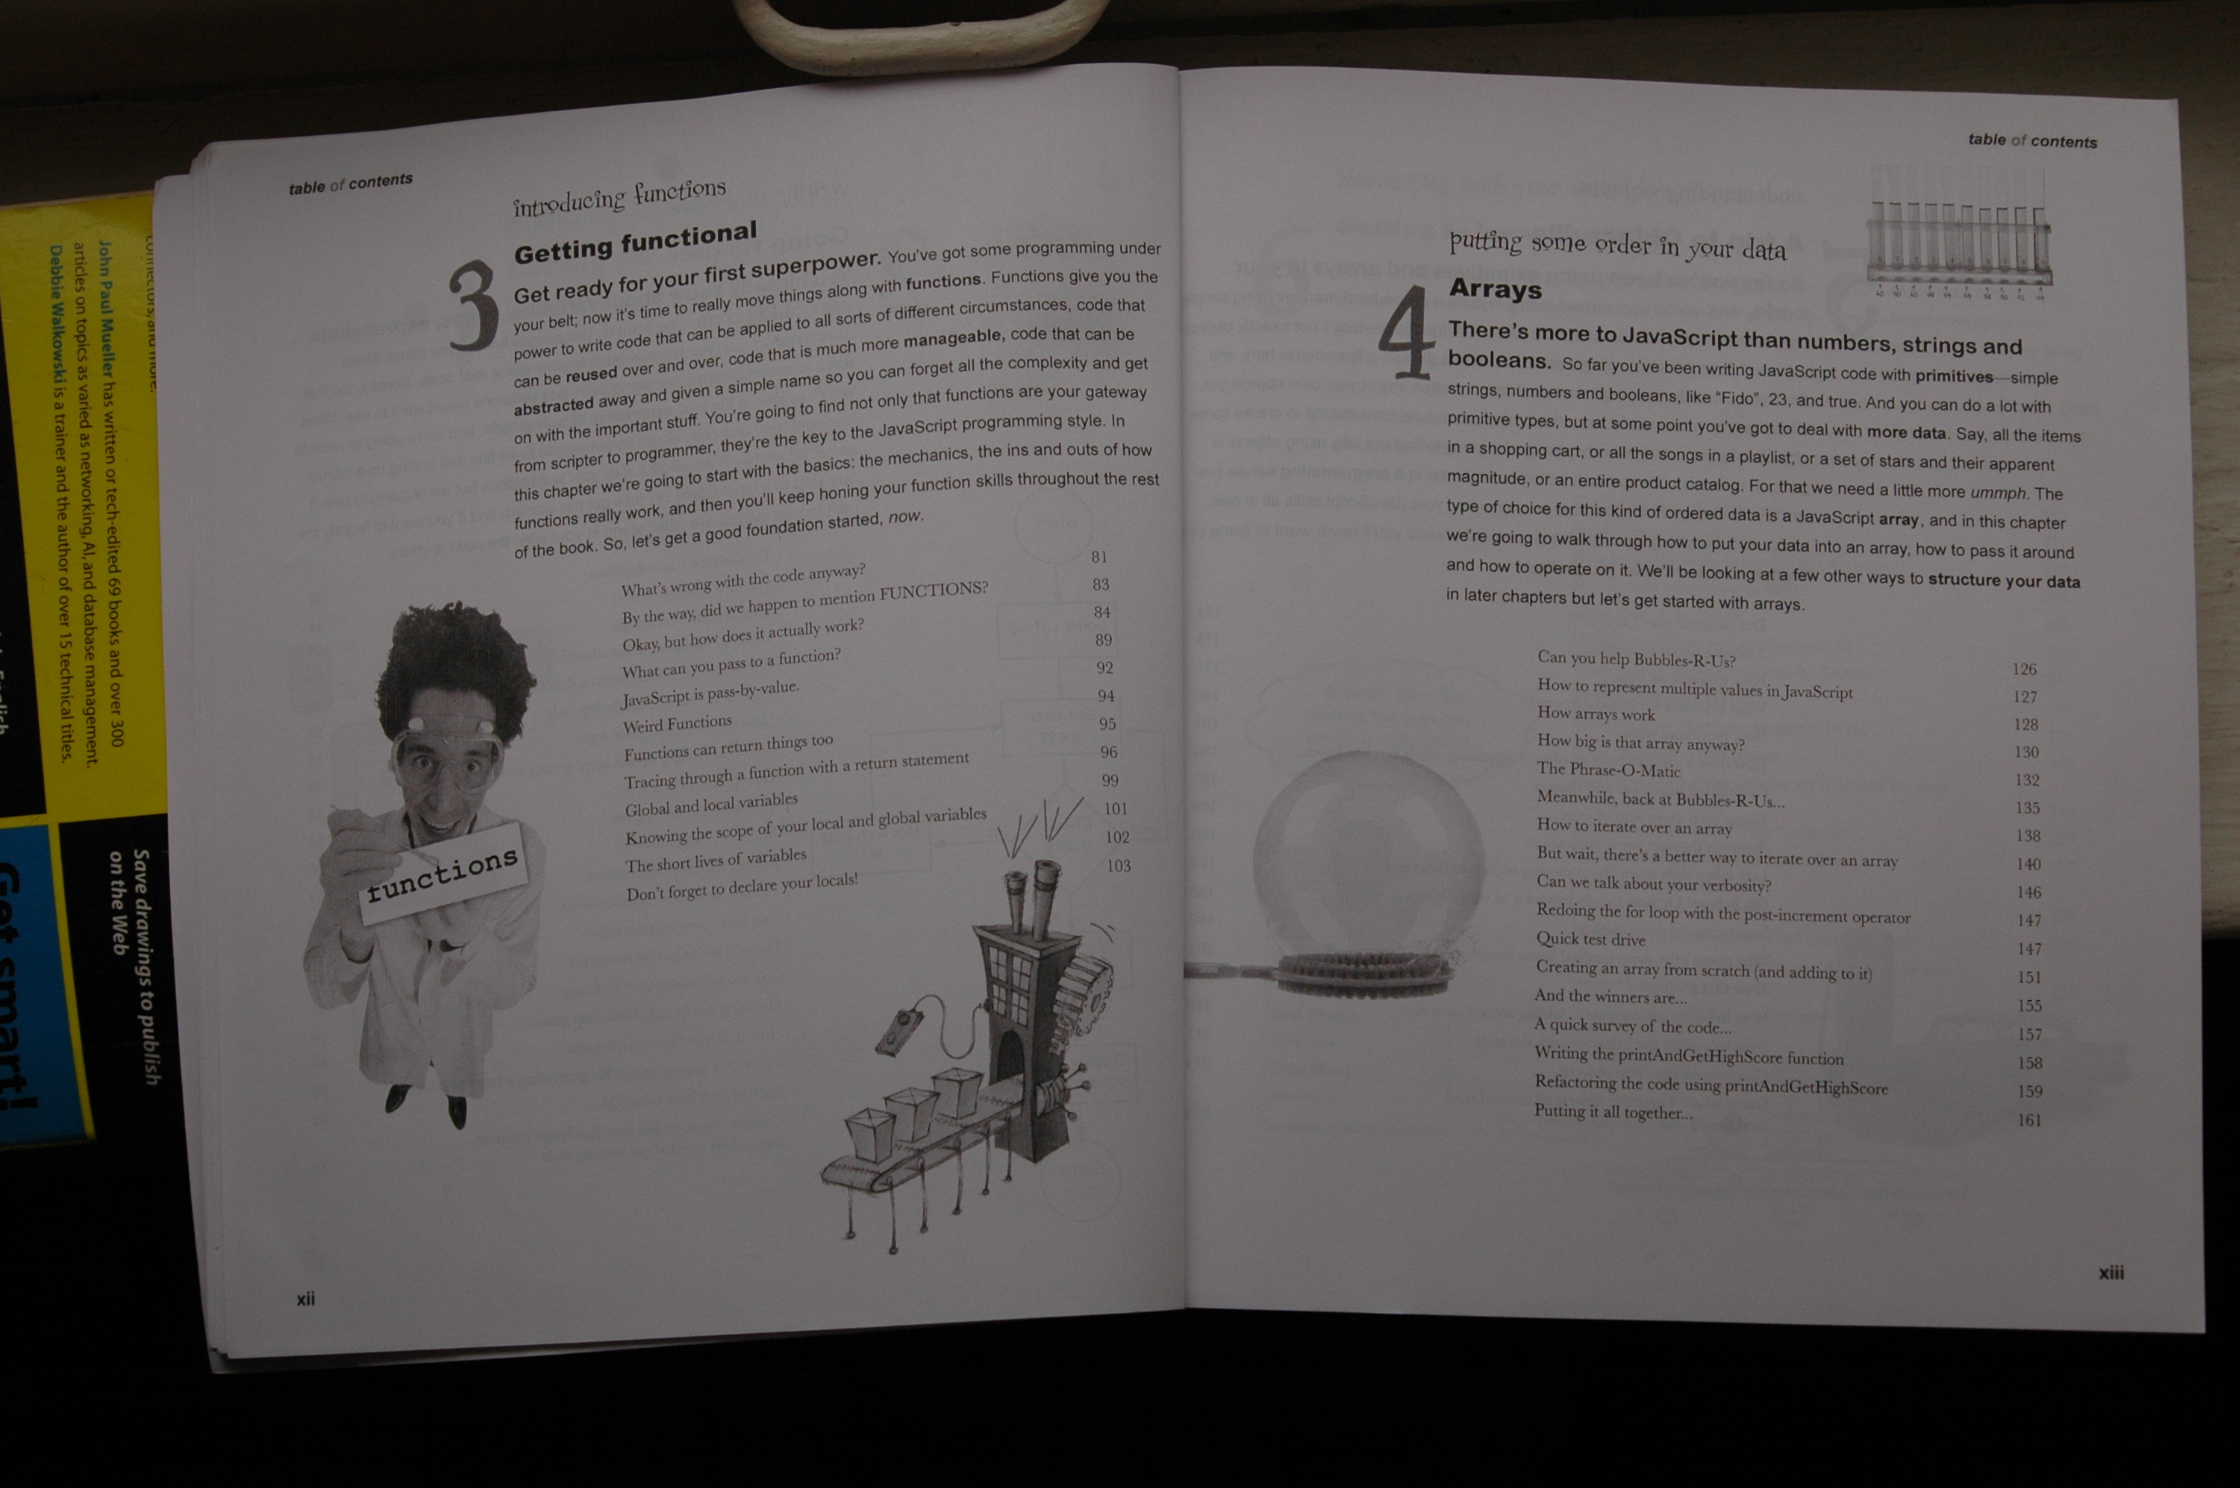 table of contents
introducing functions
3
Getting functional
Get ready for your first superpower. You've got some programming under
your belt; now it's time to really move things along with functions. Functions give you the
power to write code that can be applied to all sorts of different circumstances, code that
can be reused over and over, code that is much more manageable, code that can be
abstracted away and given a simple name so you can forget all the complexity and get
on with the important stuff. You're going to find not only that functions are your gateway
from scripter to programmer, they're the key to the JavaScript programming style. In
this chapter we're going to start with the basics: the mechanics, the ins and outs of how
functions really work, and then you'll keep honing your function skills throughout the rest
of the book. So, let's get a good foundation started, now.
What's wrong with the code anyway? 81
By the way, did we happen to mention FUNCTIONS? 83
Okay, but how does it actually work? 84
What can you pass to a function? 89
JavaScript is pass-by-value. 92
Weird Functions 94
Functions can return things too 95
Tracing through a function with a return statement 96
Global and local variables 99
Knowing the scope of your local and global variables 101
The short lives of variables 102
Don't forget to declare your locals! 103
functions
xii
table of contents
putting some order in your data
4
Arrays
There's more to JavaScript than numbers, strings and
booleans. So far you've been writing JavaScript code with primitives—simple
strings, numbers and booleans, like "Fido", 23, and true. And you can do a lot with
primitive types, but at some point you've got to deal with more data. Say, all the items
in a shopping cart, or all the songs in a playlist, or a set of stars and their apparent
magnitude, or an entire product catalog. For that we need a little more ummph. The
type of choice for this kind of ordered data is a JavaScript array, and in this chapter
we're going to walk through how to put your data into an array, how to pass it around
and how to operate on it. We'll be looking at a few other ways to structure your data
in later chapters but let's get started with arrays.
Can you help Bubbles-R-Us? 126
How to represent multiple values in JavaScript 127
How arrays work 128
How big is that array anyway? 130
The Phrase-O-Matic 132
Meanwhile, back at Bubbles-R-Us... 135
How to iterate over an array 138
But wait, there's a better way to iterate over an array 140
Can we talk about your verbosity? 146
Redoing the for loop with the post-increment operator 147
Quick test drive 147
Creating an array from scratch (and adding to it) 151
And the winners are... 155
A quick survey of the code... 157
Writing the printAndGetHighScore function 158
Refactoring the code using printAndGetHighScore 159
Putting it all together... 161
xiii
and more.
John Paul Mueller has written or tech-edited 69 books and over 300
articles on topics as varied as networking, AI, and database management.
Debbie Walkowski is a trainer and the author of over 15 technical titles.
Save drawings to publish
on the Web
Get smart!